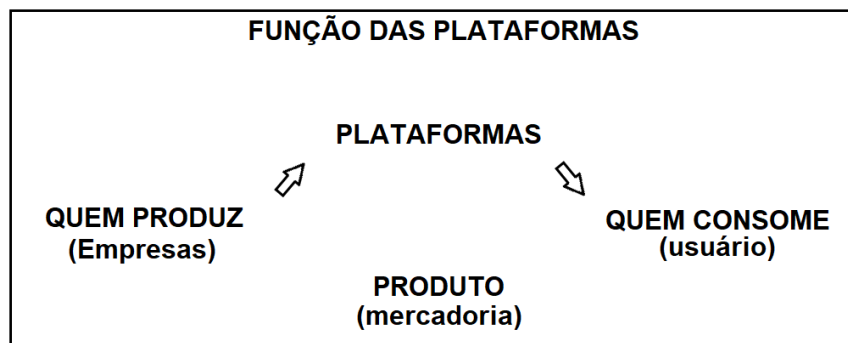 FUNÇÃO DAS PLATAFORMAS
PLATAFORMAS
QUEM PRODUZ
(Empresas)
QUEM CONSOME
(usuário)
PRODUTO
(mercadoria)